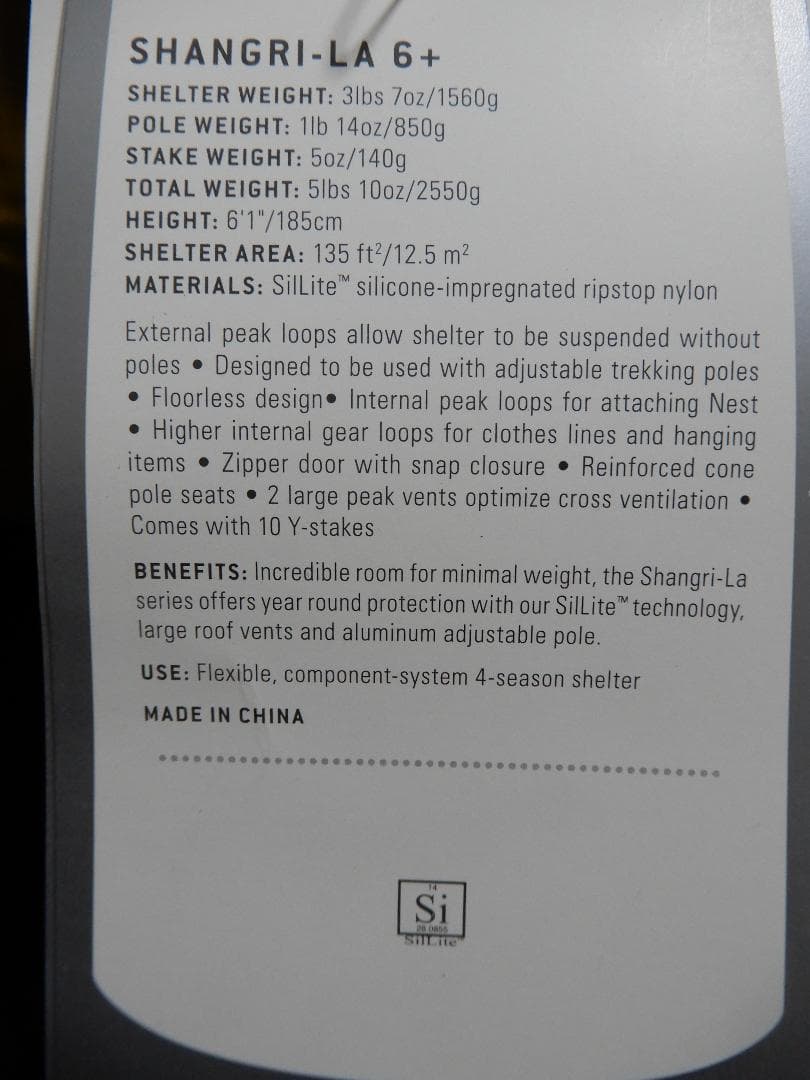 SHANGRI-LA 6+
SHELTER WEIGHT: 3lbs 7oz/1560g
POLE WEIGHT: 1lb 14oz/850g
STAKE WEIGHT: 5oz/140g
TOTAL WEIGHT: 5lbs 10oz/2550g
HEIGHT: 6'1"/185cm
SHELTER AREA: 135 ft²/12.5 m²
MATERIALS: SilLite™ silicone-impregnated ripstop nylon
External peak loops allow shelter to be suspended without
poles • Designed to be used with adjustable trekking poles
• Floorless design• Internal peak loops for attaching Nest
• Higher internal gear loops for clothes lines and hanging
items • Zipper door with snap closure • Reinforced cone
pole seats • 2 large peak vents optimize cross ventilation •
Comes with 10 Y-stakes
BENEFITS: Incredible room for minimal weight, the Shangri-La
series offers year round protection with our SilLite™ technology,
large roof vents and aluminum adjustable pole.
USE: Flexible, component-system 4-season shelter
MADE IN CHINA
14
Si
28.0855
SilLite™